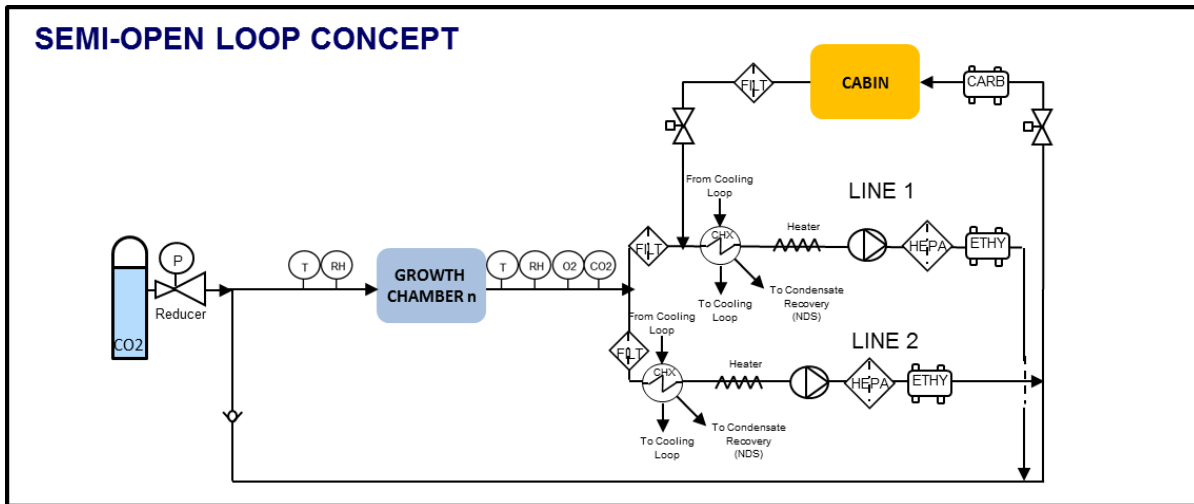 SEMI-OPEN LOOP CONCEPT
FILT
CABIN
CARB
From Cooling
Loop
LINE 1
CHX
Heater
FILT
HEPA
ETHY
P
T
RH
GROWTH
CHAMBER n
T
RH
O2
CO2
Reducer
CO2
To Cooling
Loop
To Condensate Recovery
(NDS)
From Cooling
Loop
LINE 2
FILT
CHX
Heater
HEPA
ETHY
To Cooling
Loop
To Condensate
Recovery
(NDS)